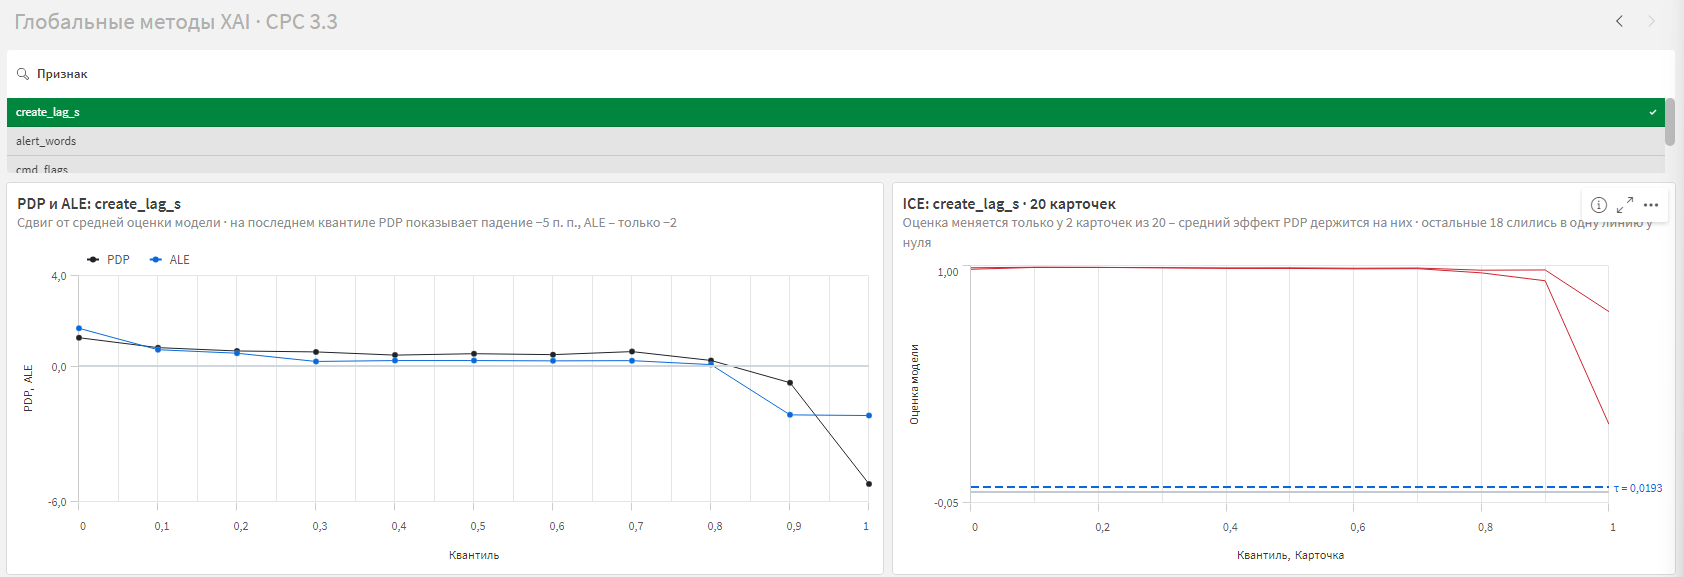 Глобальные методы XAI · CPC 3.3
Признак
create_lag_s
alert_words
cmd_flags
PDP и ALE: create_lag_s
Сдвиг от средней оценки модели · на последнем квантиле PDP показывает падение −5 п. п., ALE – только −2
PDP
ALE
4,0
0,0
-6,0
PDP, ALE
0
0,1
0,2
0,3
0,4
0,5
0,6
0,7
0,8
0,9
1
Квантиль
ICE: create_lag_s · 20 карточек
Оценка меняется только у 2 карточек из 20 – средний эффект PDP держится на них · остальные 18 слились в одну линию у
нуля
1,00
-0,05
Оценка модели
τ = 0,0193
0
0,2
0,4
0,6
0,8
1
Квантиль, Карточка